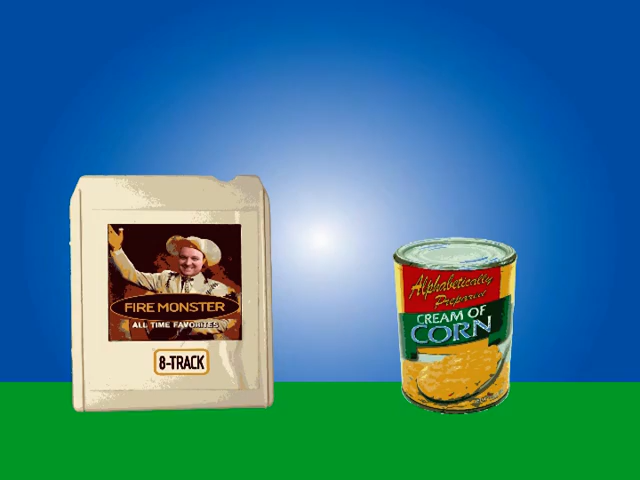 FIRE MONSTER
ALL TIME FAVORITES
8-TRACK
Alphabetically
Prepared
CREAM OF
CORN